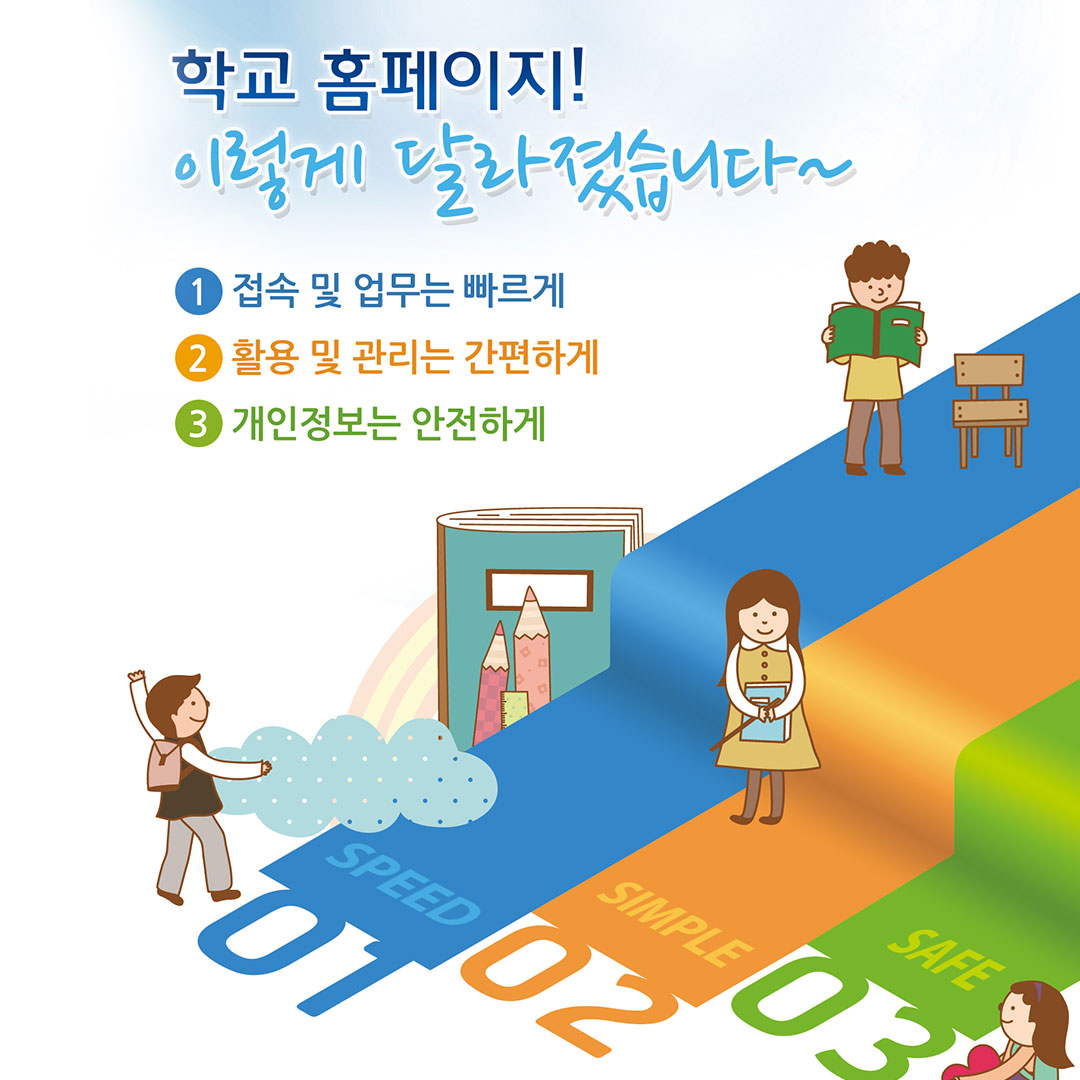 학교 홈페이지!
이렇게 달라졌습니다~
1 접속 및 업무는 빠르게
2 활용 및 관리는 간편하게
3 개인정보는 안전하게
SPEED
01
SIMPLE
02
SAFE
03